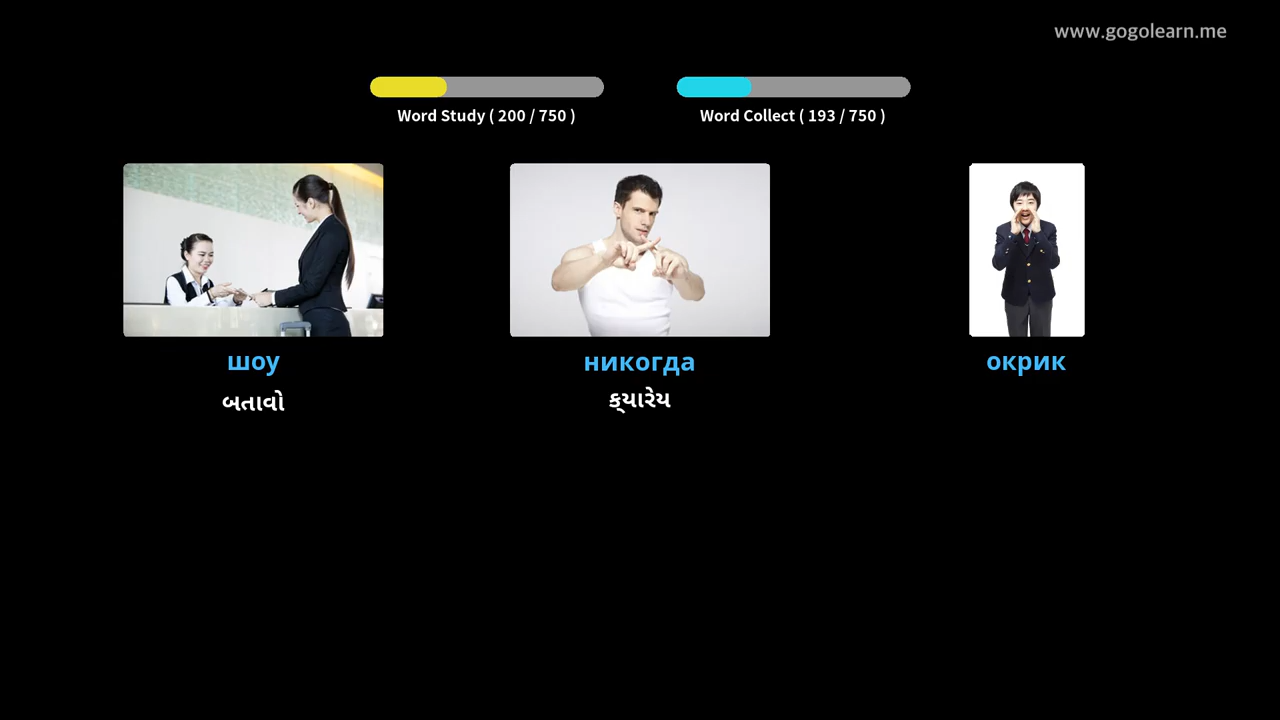 www.gogolearn.me
Word Study ( 200 / 750 )
Word Collect ( 193 / 750 )
шоу
никогда
окрик
બતાવો
ક્યારેય